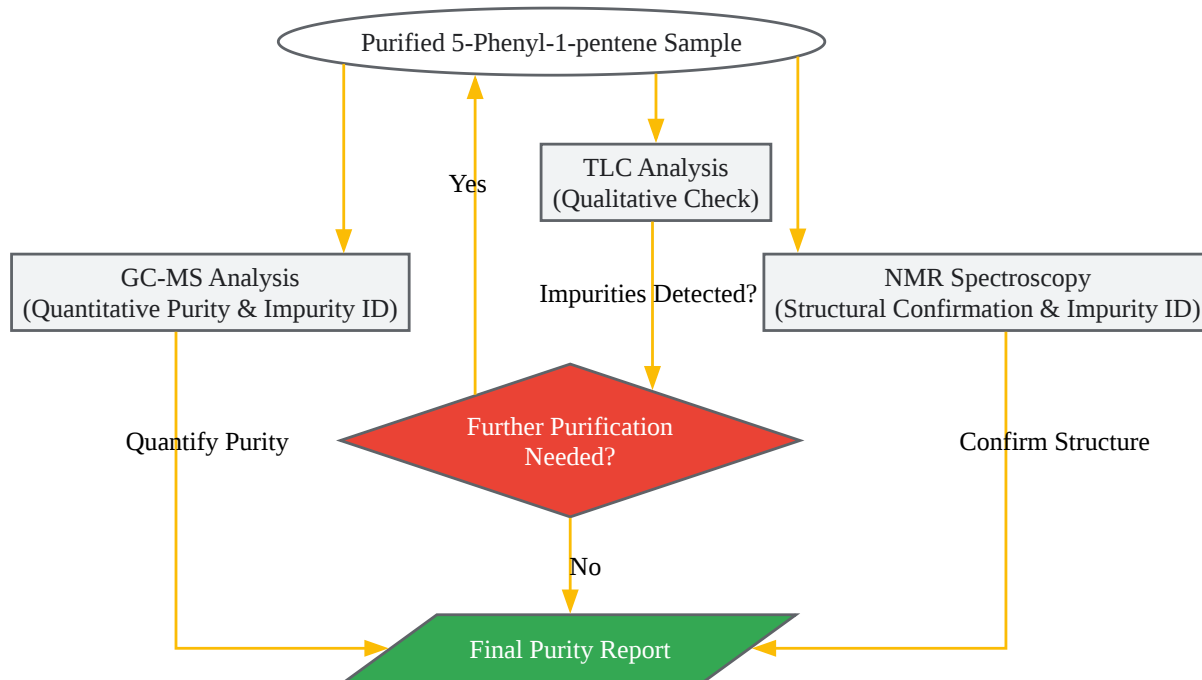 Purified 5-Phenyl-1-pentene Sample
Yes
TLC Analysis
(Qualitative Check)
GC-MS Analysis
(Quantitative Purity & Impurity ID)
Impurities Detected?
NMR Spectroscopy
(Structural Confirmation & Impurity ID)
Further Purification
Needed?
Quantify Purity
Confirm Structure
No
Final Purity Report